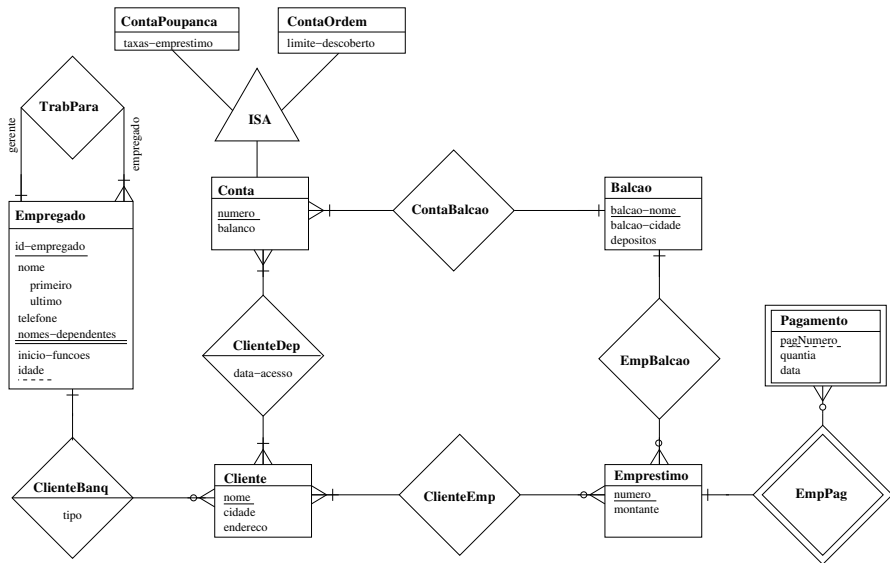 ContaPoupanca
taxas-emprestimo
ContaOrdem
limite-descoberto
TrabPara
gerente
empregado
ISA
Empregado
id-empregado
nome
primeiro
ultimo
telefone
nomes-dependentes
inicio-funcoes
idade
Conta
numero
balanco
ContaBalcao
Balcao
balcao-nome
balcao-cidade
depositos
ClienteDep
data-acesso
EmpBalcao
Pagamento
pagNumero
quantia
data
ClienteBanq
tipo
Cliente
nome
cidade
endereco
ClienteEmp
Emprestimo
numero
montante
EmpPag